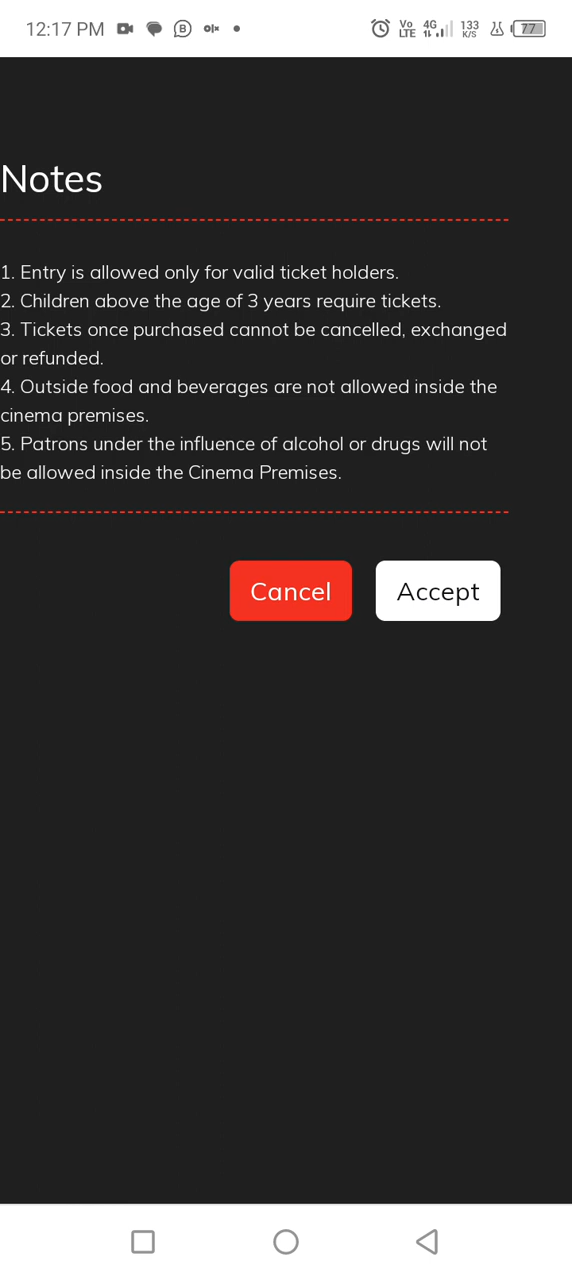 12:17 PM B olx Vo LTE 4G 133 K/S 77
Notes
1. Entry is allowed only for valid ticket holders.
2. Children above the age of 3 years require tickets.
3. Tickets once purchased cannot be cancelled, exchanged
or refunded.
4. Outside food and beverages are not allowed inside the
cinema premises.
5. Patrons under the influence of alcohol or drugs will not
be allowed inside the Cinema Premises.
Cancel Accept